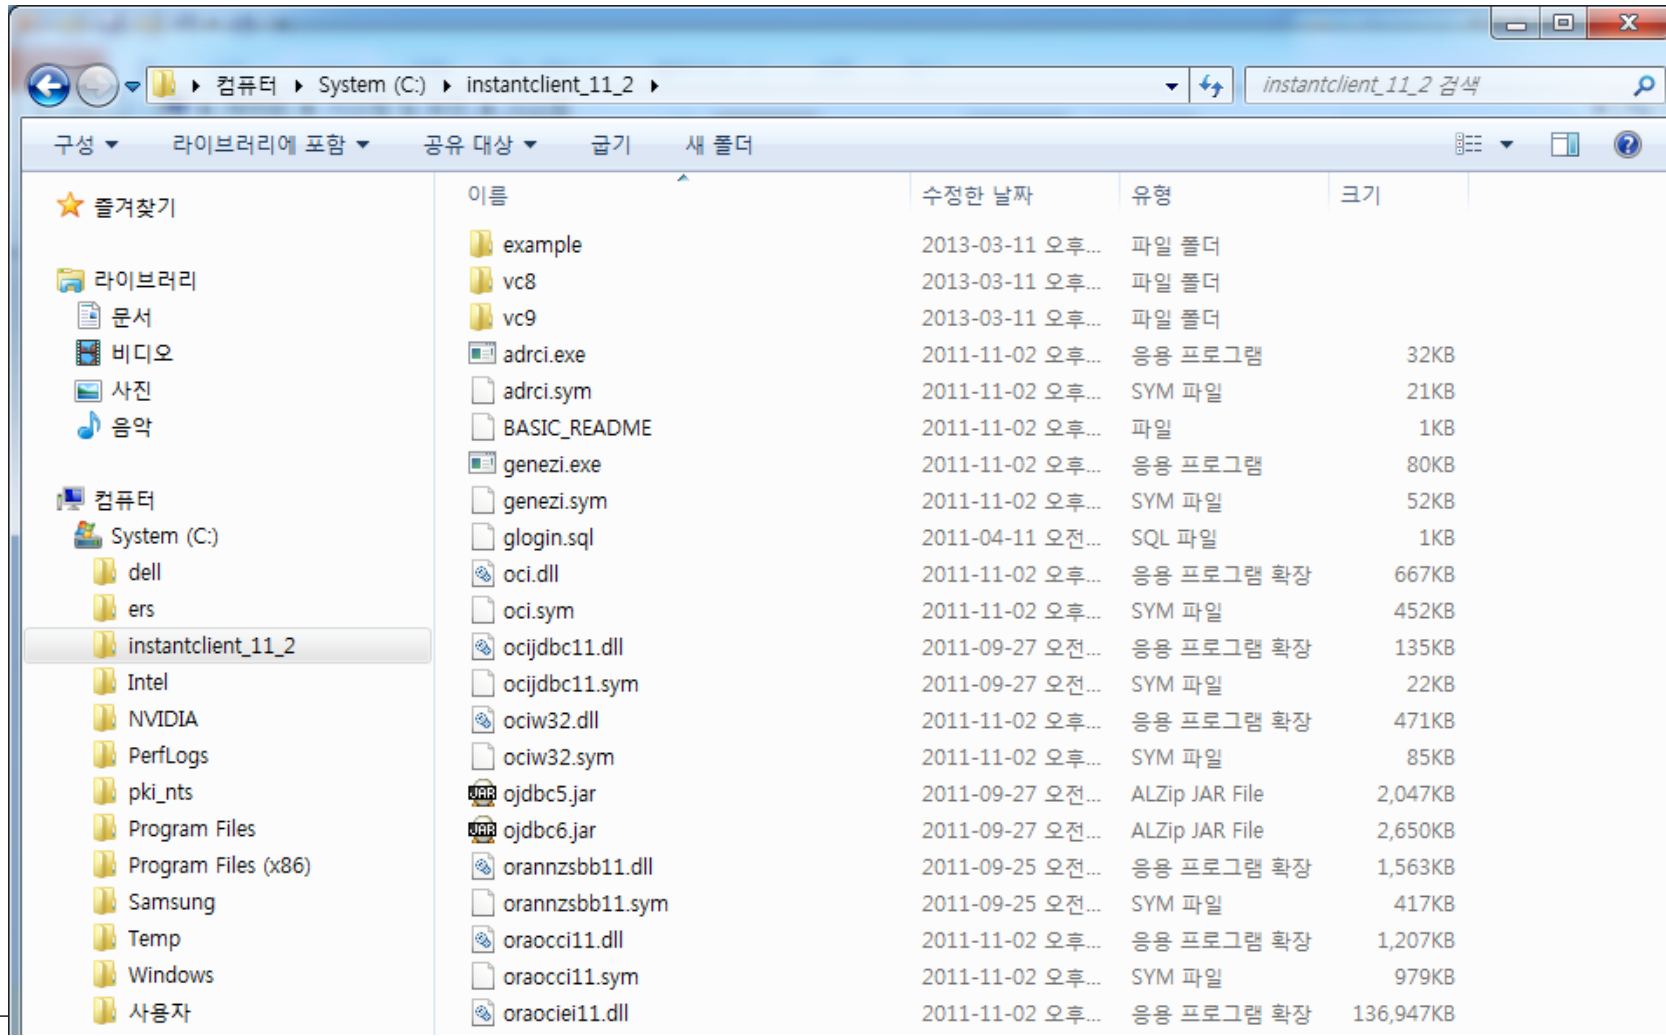 컴퓨터 System (C:) instantclient_11_2
instantclient_11_2 검색
구성 라이브러리에 포함 공유 대상 굽기 새 폴더
즐겨찾기
라이브러리
문서
비디오
사진
음악
컴퓨터
System (C:)
dell
ers
instantclient_11_2
Intel
NVIDIA
PerfLogs
pki_nts
Program Files
Program Files (x86)
Samsung
Temp
Windows
사용자
이름 수정한 날짜 유형 크기
example 2013-03-11 오후... 파일 폴더
vc8 2013-03-11 오후... 파일 폴더
vc9 2013-03-11 오후... 파일 폴더
adrci.exe 2011-11-02 오후... 응용 프로그램 32KB
adrci.sym 2011-11-02 오후... SYM 파일 21KB
BASIC_README 2011-11-02 오후... 파일 1KB
genezi.exe 2011-11-02 오후... 응용 프로그램 80KB
genezi.sym 2011-11-02 오후... SYM 파일 52KB
glogin.sql 2011-04-11 오전... SQL 파일 1KB
oci.dll 2011-11-02 오후... 응용 프로그램 확장 667KB
oci.sym 2011-11-02 오후... SYM 파일 452KB
ocijdbc11.dll 2011-09-27 오전... 응용 프로그램 확장 135KB
ocijdbc11.sym 2011-09-27 오전... SYM 파일 22KB
ociw32.dll 2011-11-02 오후... 응용 프로그램 확장 471KB
ociw32.sym 2011-11-02 오후... SYM 파일 85KB
ojdbc5.jar 2011-09-27 오전... ALZip JAR File 2,047KB
ojdbc6.jar 2011-09-27 오전... ALZip JAR File 2,650KB
orannzsbb11.dll 2011-09-25 오전... 응용 프로그램 확장 1,563KB
orannzsbb11.sym 2011-09-25 오전... SYM 파일 417KB
oraocci11.dll 2011-11-02 오후... 응용 프로그램 확장 1,207KB
oraocci11.sym 2011-11-02 오후... SYM 파일 979KB
oraociei11.dll 2011-11-02 오후... 응용 프로그램 확장 136,947KB